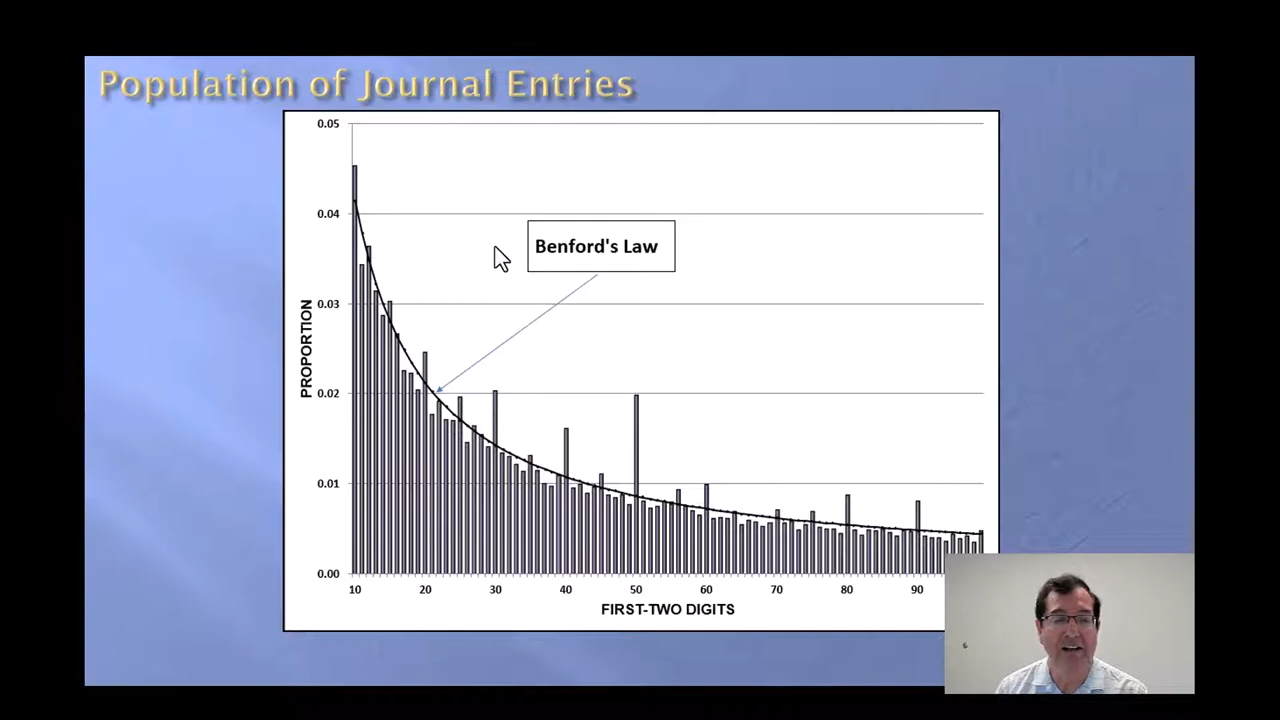 Population of Journal Entries
0.05
0.04
Benford's Law
0.03
PROPORTION
0.02
0.01
0.00
10 20 30 40 50 60 70 80 90
FIRST-TWO DIGITS